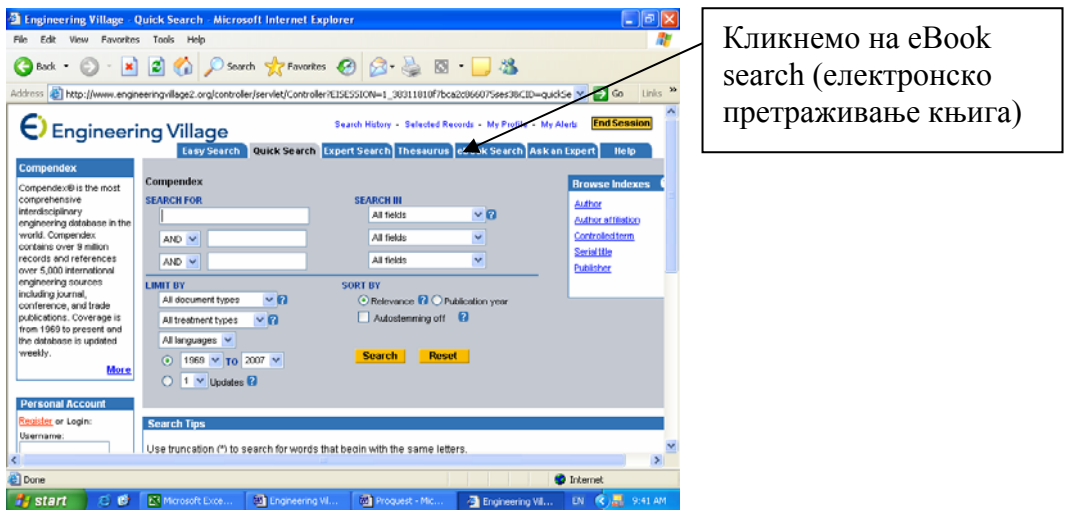 Engineering Village - Quick Search - Microsoft Internet Explorer
File Edit View Favorites Tools Help
Back Search Favorites
Address http://www.engineeringvillage2.org/controller/servlet/Controller?EISESSION=1_
Go Links »
Engineering Village
Search History - Selected Records - My Profile - My Alerts End Session
Easy Search Quick Search Expert Search Thesaurus eBook Search Ask an Expert Help
Compendex
Compendex® is the most
comprehensive
interdisciplinary
engineering database in the
world. Compendex
contains over 9 million
records and references
over 5,000 international
engineering sources
including journal,
conference, and trade
publications. Coverage is
from 1969 to present and
the database is updated
weekly.
More
Personal Account
Register or Login:
Username:
Compendex
SEARCH FOR SEARCH IN
All fields
AND All fields
AND All fields
LIMIT BY SORT BY
All document types Relevance Publication year
All treatment types Autostemming off
All languages
1969 TO 2007 Search Reset
1 Updates
Browse Indexes
Author
Author affiliation
Controlled term
Serial title
Publisher
Search Tips
Use truncation (*) to search for words that begin with the same letters.
Done Internet
start Microsoft Exce... Engineering Vil... Proquest - Mic... Engineering Vil... EN 9:41 AM
Кликнемо на eBook
search (електронско
претраживање књига)